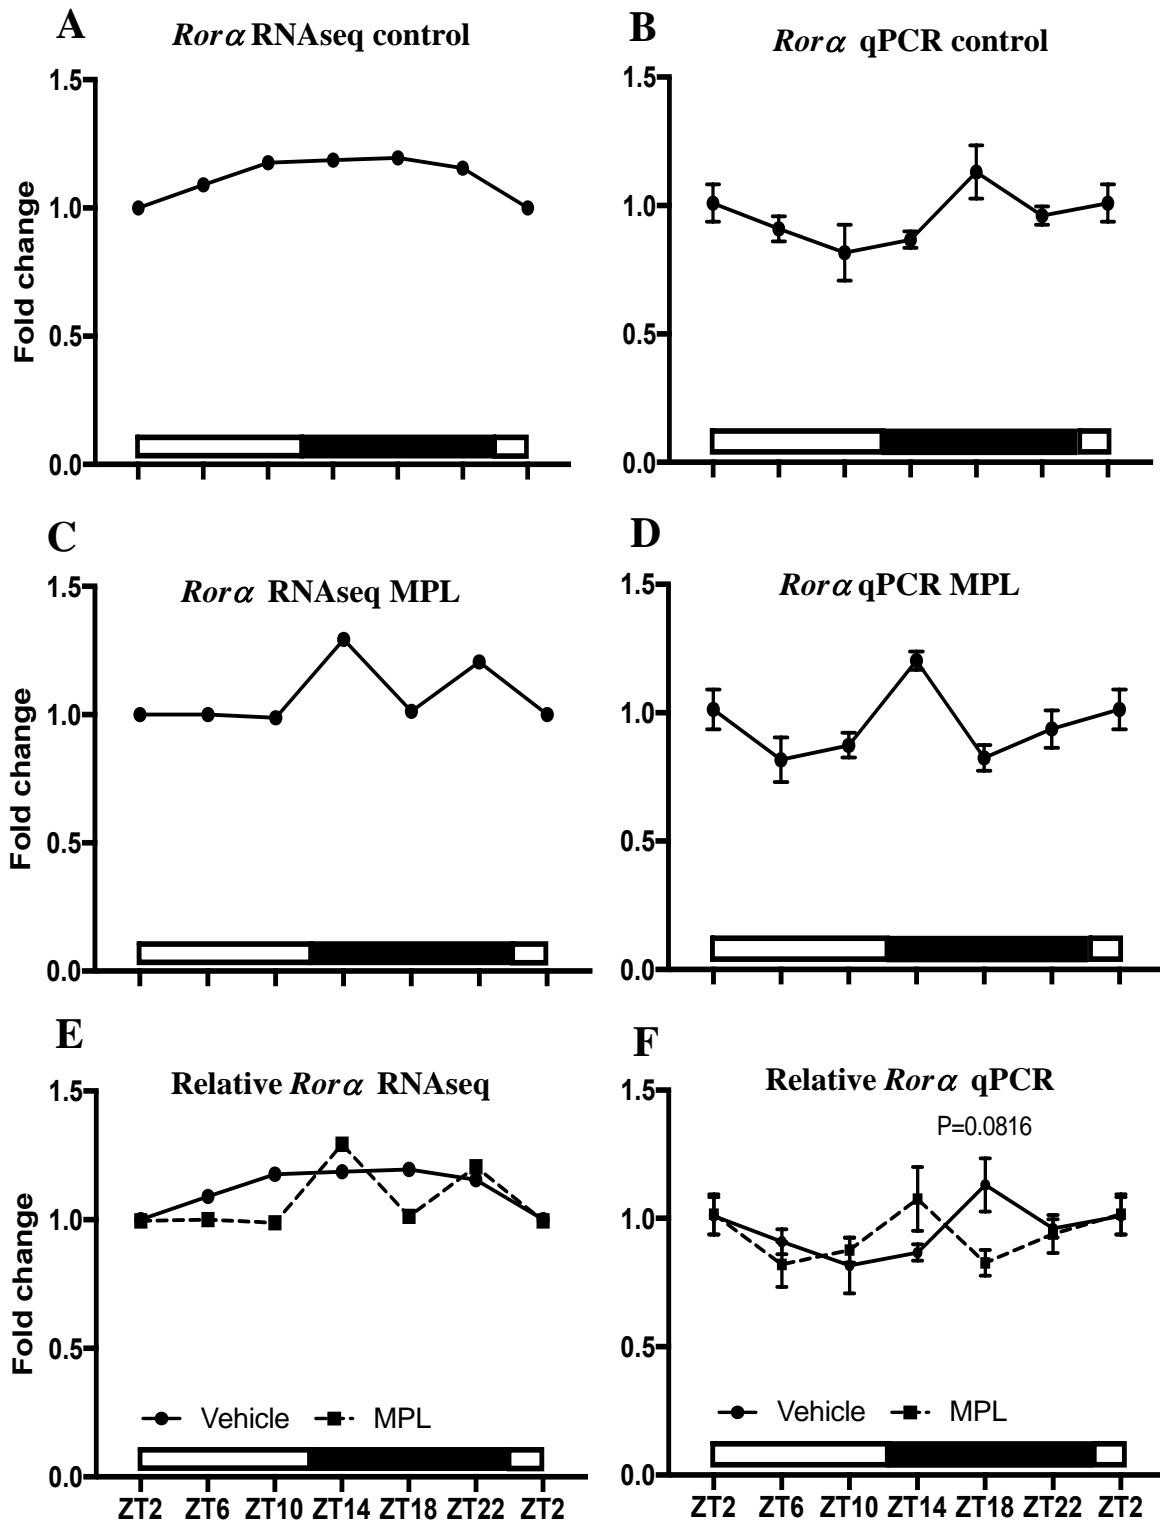 A
Rorα RNAseq control
1.5
1.0
0.5
0.0
Fold change
B
Rorα qPCR control
1.5
1.0
0.5
0.0
C
Rorα RNAseq MPL
1.5
1.0
0.5
0.0
Fold change
D
Rorα qPCR MPL
1.5
1.0
0.5
0.0
E
Relative Rorα RNAseq
1.5
1.0
0.5
0.0
Fold change
Vehicle MPL
ZT2 ZT6 ZT10 ZT14 ZT18 ZT22 ZT2
F
Relative Rorα qPCR
P=0.0816
1.5
1.0
0.5
0.0
Vehicle MPL
ZT2 ZT6 ZT10 ZT14 ZT18 ZT22 ZT2